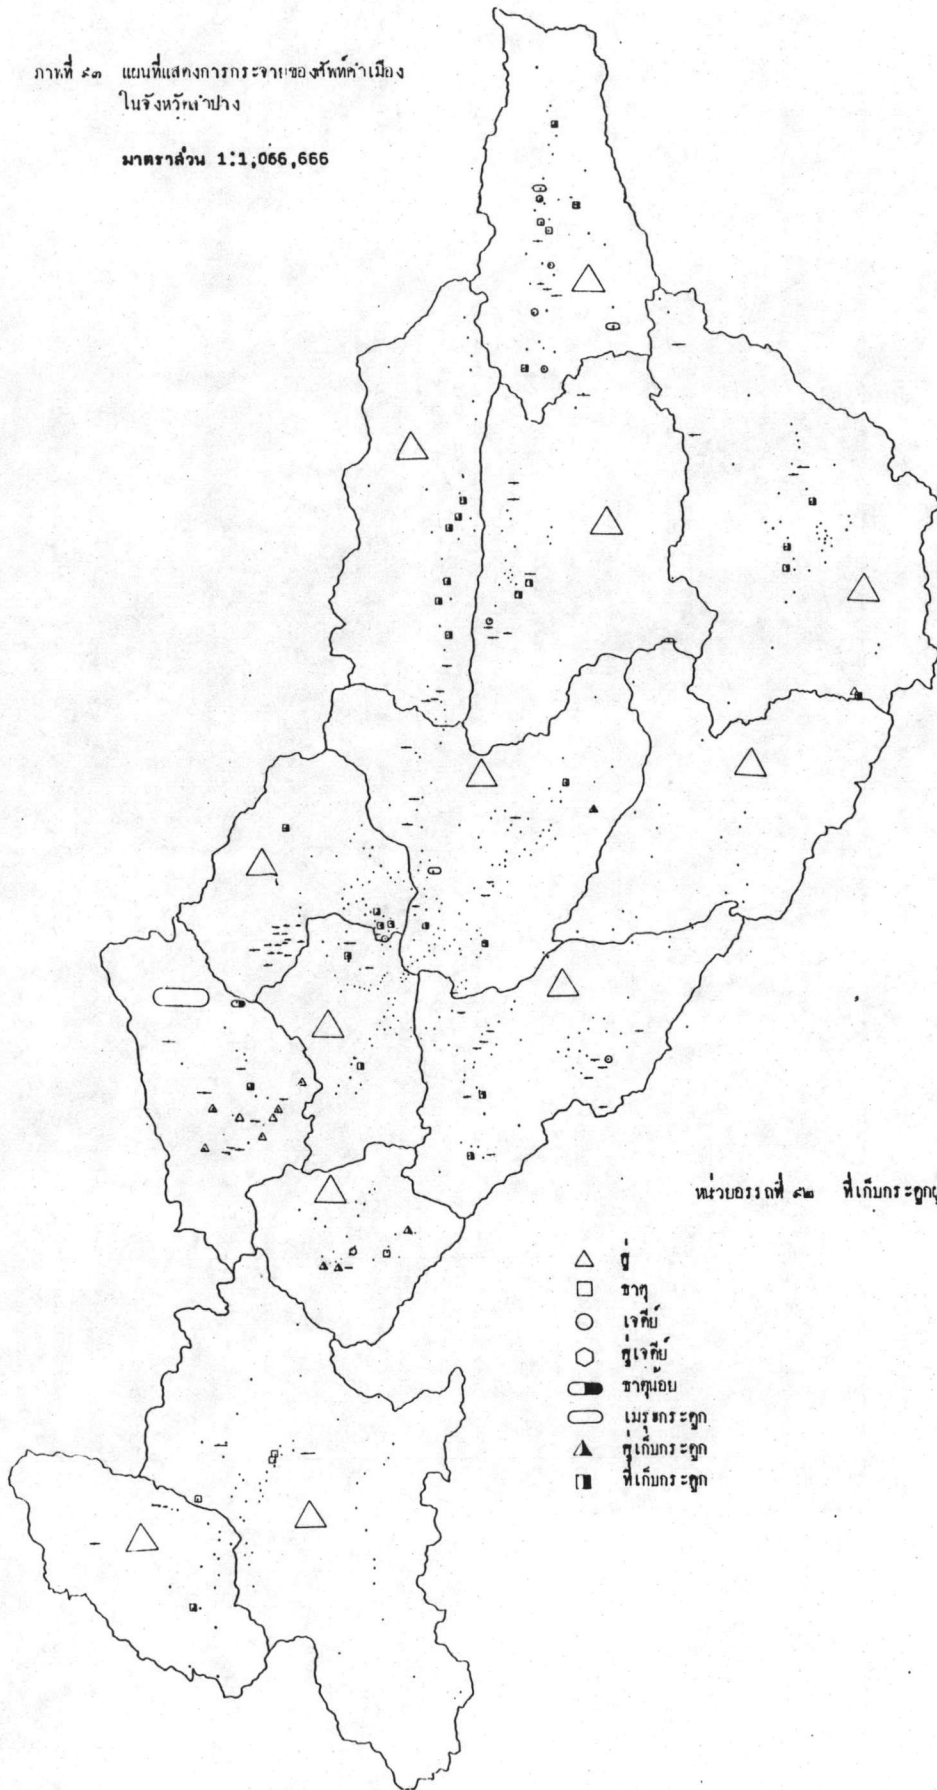 ภาพที่ ๙๓ แผนที่แสดงการกระจายของศัพท์คำเมือง
ในจังหวัดลำปาง
มาตราส่วน 1:1,066,666
หน่วยอรรถที่ ๙๒ ที่เก็บกระดูก
กู่
ธาตุ
เจดีย์
กู่เจดีย์
ธาตุน้อย
เมรุกระดูก
กู่เก็บกระดูก
ที่เก็บกระดูก